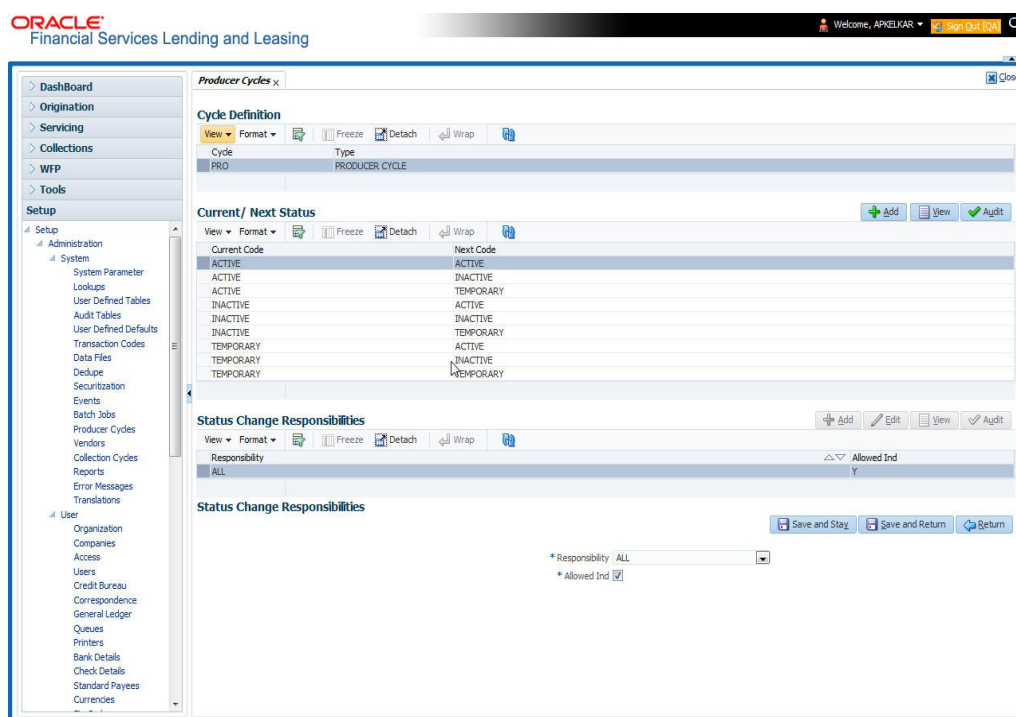 ORACLE'
Financial Services Lending and Leasing
Welcome, APKELKAR
Sign Out [QA]
DashBoard
Origination
Servicing
Collections
WFP
Tools
Setup
Setup
Administration
System
System Parameter
Lookups
User Defined Tables
Audit Tables
User Defined Defaults
Transaction Codes
Data Files
Dedupe
Securitization
Events
Batch Jobs
Producer Cycles
Vendors
Collection Cycles
Reports
Error Messages
Translations
User
Organization
Companies
Access
Users
Credit Bureau
Correspondence
General Ledger
Queues
Printers
Bank Details
Check Details
Standard Payees
Currencies
Producer Cycles x
Clos
Cycle Definition
View Format Freeze Detach Wrap
Cycle Type
PRO PRODUCER CYCLE
Current/ Next Status
Add View Audit
View Format Freeze Detach Wrap
Current Code Next Code
ACTIVE ACTIVE
ACTIVE INACTIVE
ACTIVE TEMPORARY
INACTIVE ACTIVE
INACTIVE INACTIVE
INACTIVE TEMPORARY
TEMPORARY ACTIVE
TEMPORARY INACTIVE
TEMPORARY TEMPORARY
Status Change Responsibilities
Add Edit View Audit
View Format Freeze Detach Wrap
Responsibility Allowed Ind
ALL Y
Status Change Responsibilities
Save and Stay Save and Return Return
* Responsibility ALL
* Allowed Ind